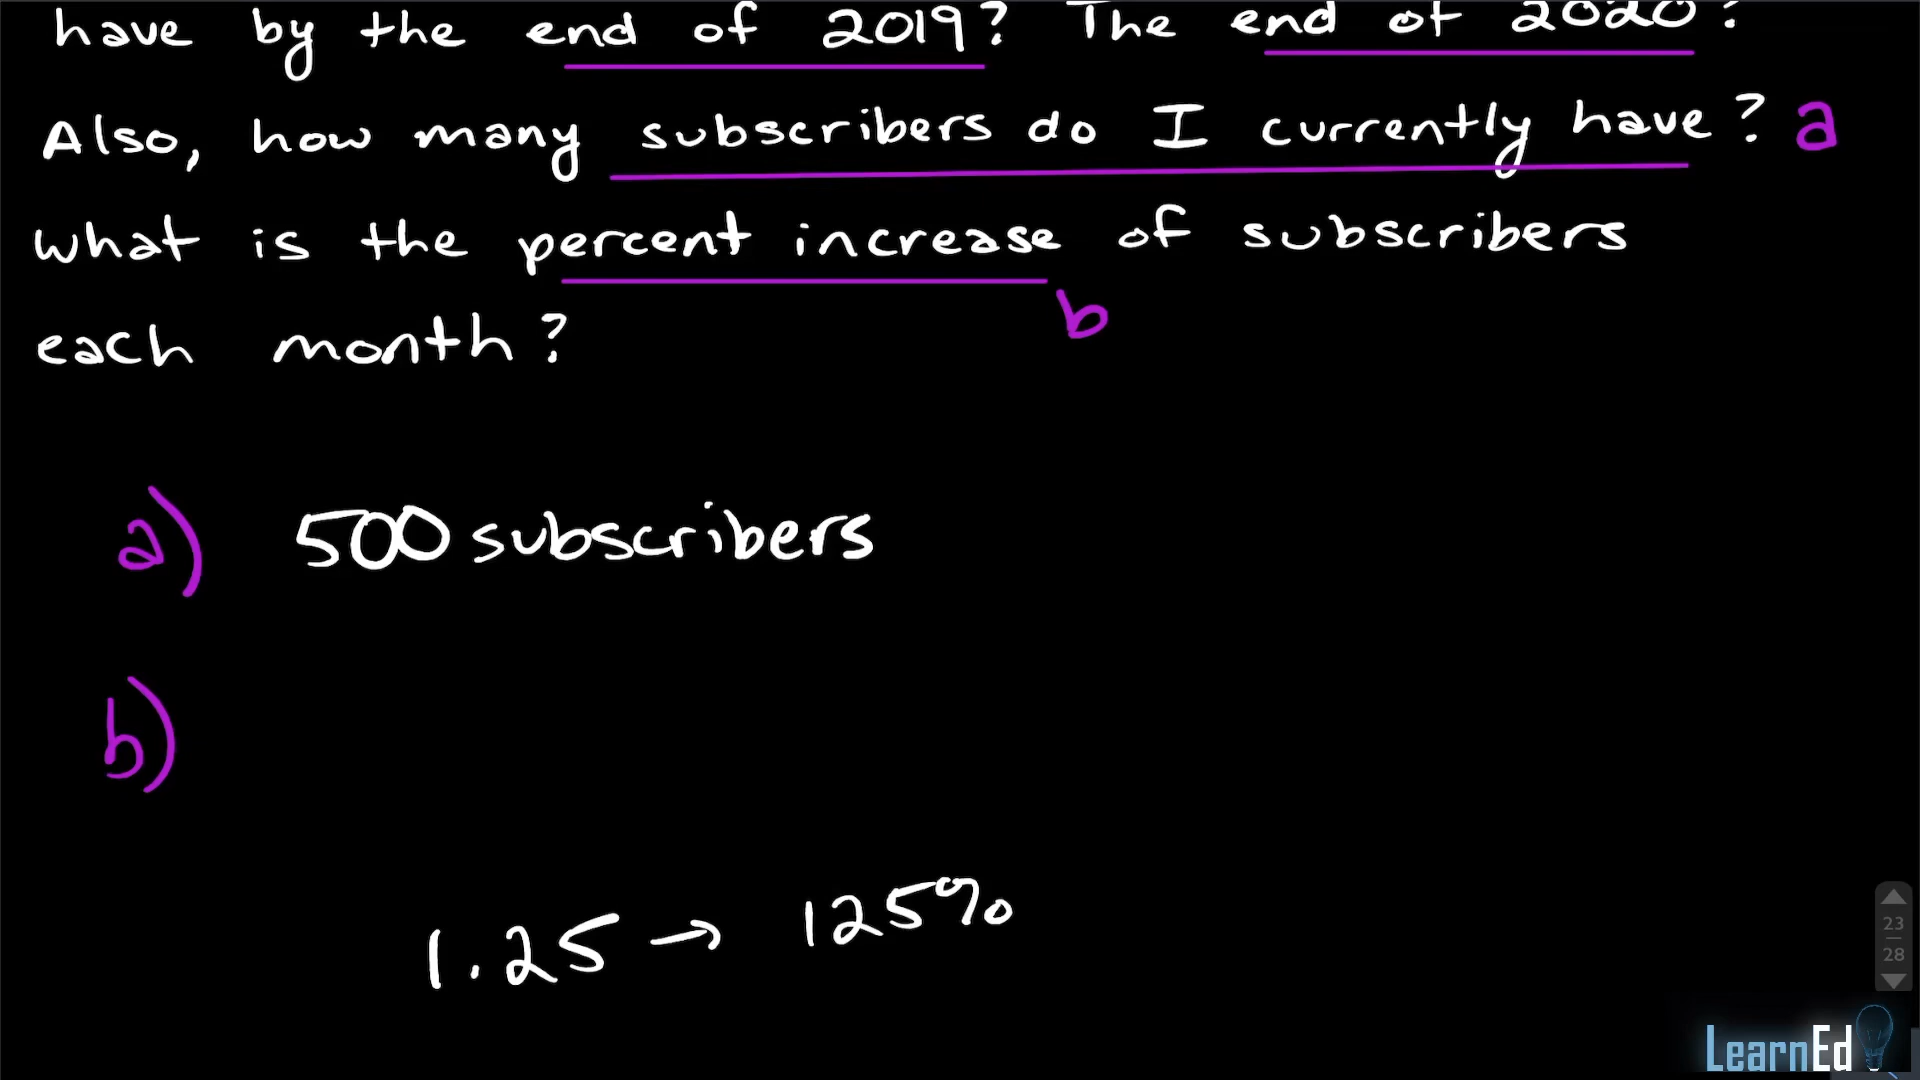 have by the end of 2019? The end of 2020?
Also, how many subscribers do I currently have? a
what is the percent increase of subscribers
b
each month?
a) 500 subscribers
b)
1.25 → 125%
23
28
LearnEd